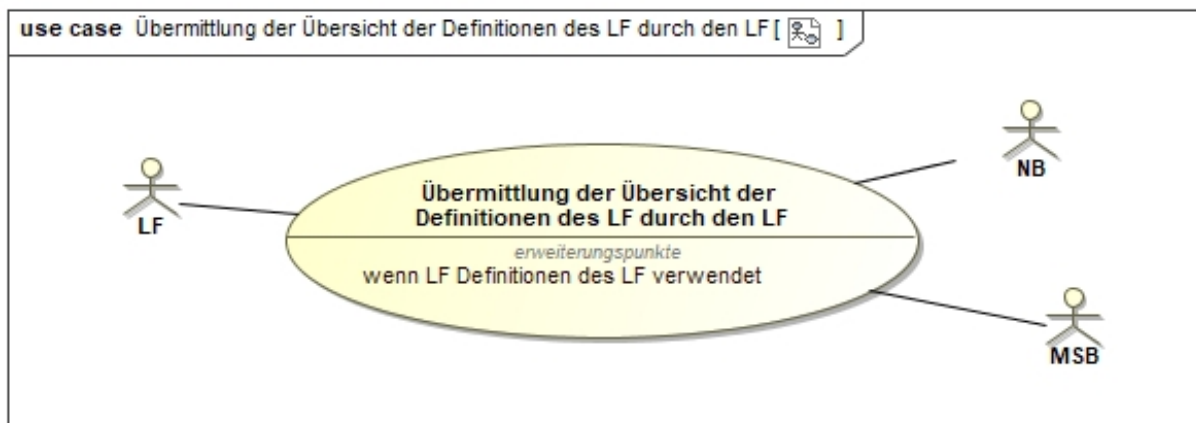 use case Übermittlung der Übersicht der Definitionen des LF durch den LF [ ]
NB
LF
Übermittlung der Übersicht der
Definitionen des LF durch den LF
erweiterungspunkte
wenn LF Definitionen des LF verwendet
MSB